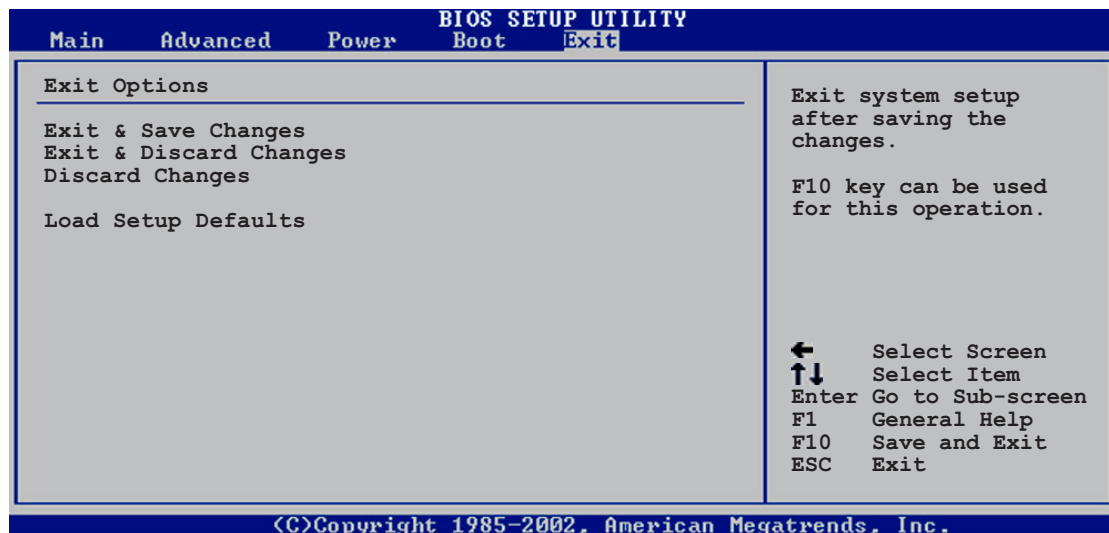 BIOS SETUP UTILITY
Main Advanced Power Boot Exit
Exit Options
Exit & Save Changes
Exit & Discard Changes
Discard Changes
Load Setup Defaults
Exit system setup
after saving the
changes.
F10 key can be used
for this operation.
← Select Screen
↑↓ Select Item
Enter Go to Sub-screen
F1 General Help
F10 Save and Exit
ESC Exit
(C)Copyright 1985-2002, American Megatrends, Inc.